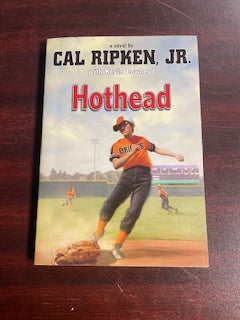 a novel by
CAL RIPKEN, JR.
with Kevin Cowherd
Hothead